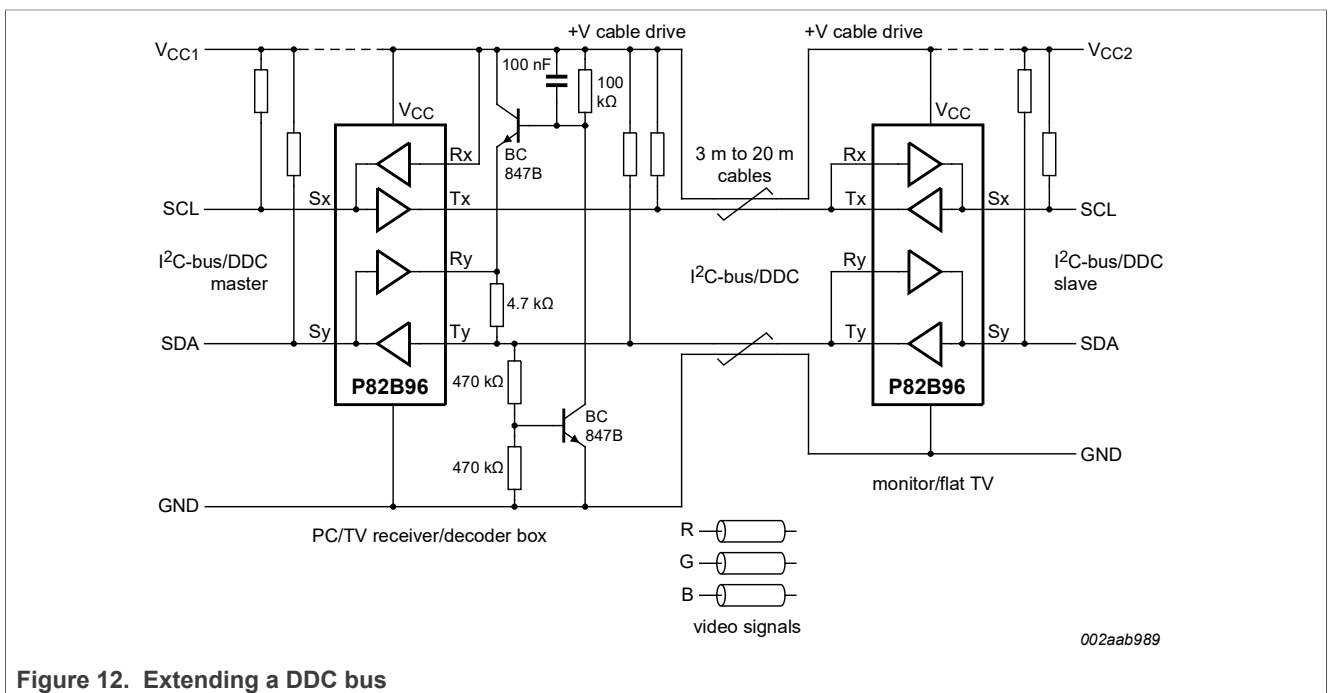 +V cable drive
+V cable drive
VCC1
VCC2
100 nF
100
kΩ
VCC
VCC
Rx
BC
847B
3 m to 20 m
cables
Rx
SCL
Sx
Tx
Tx
Sx
SCL
I2C-bus/DDC
master
Ry
I2C-bus/DDC
Ry
I2C-bus/DDC
slave
4.7 kΩ
SDA
Sy
Ty
Ty
Sy
SDA
P82B96
470 kΩ
P82B96
BC
847B
470 kΩ
GND
monitor/flat TV
GND
PC/TV receiver/decoder box
R
G
B
video signals
002aab989
Figure 12. Extending a DDC bus